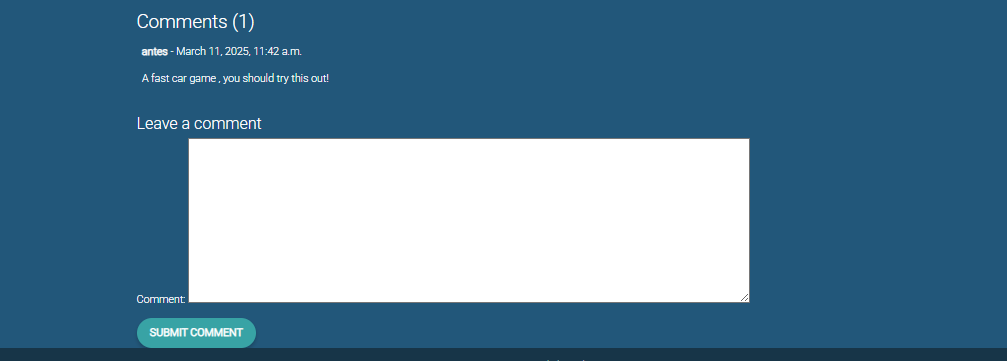 Comments (1)
antes - March 11, 2025, 11:42 a.m.
A fast car game , you should try this out!
Leave a comment
Comment:
SUBMIT COMMENT